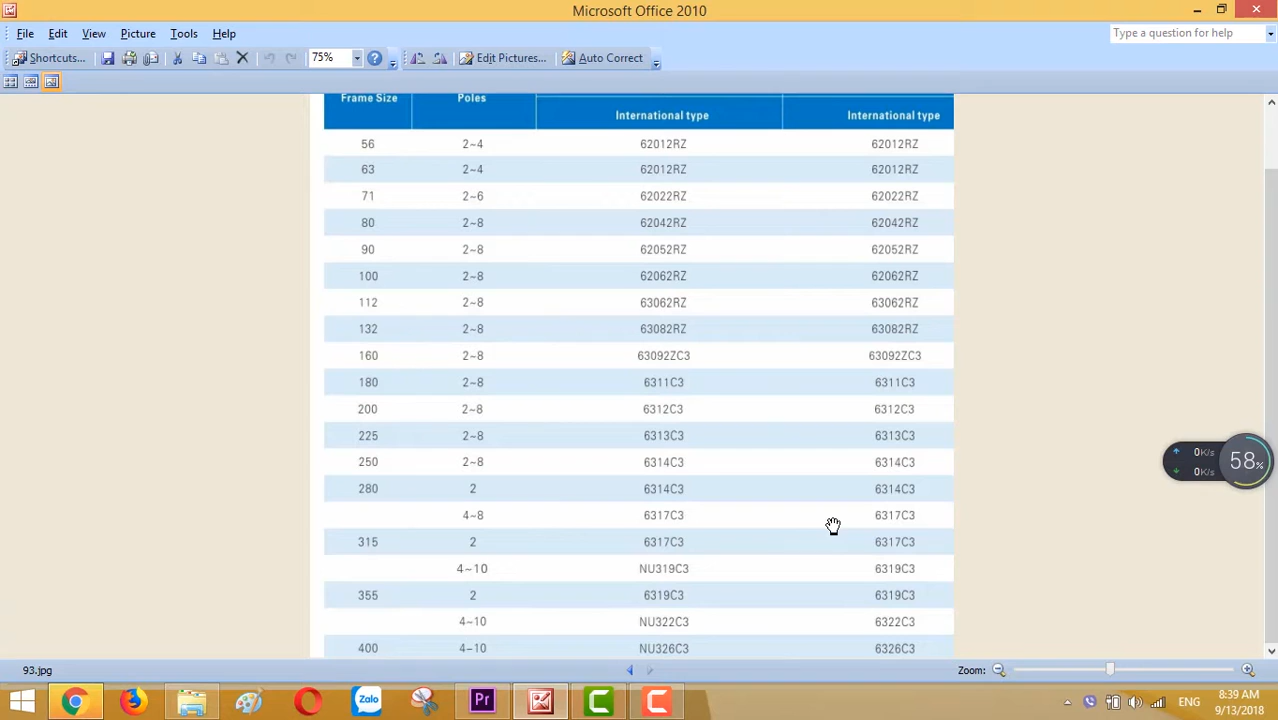 Microsoft Office 2010
File Edit View Picture Tools Help
Type a question for help
Shortcuts... 75% Edit Pictures... Auto Correct
Frame Size Poles
International type International type
56 2~4 62012RZ 62012RZ
63 2~4 62012RZ 62012RZ
71 2~6 62022RZ 62022RZ
80 2~8 62042RZ 62042RZ
90 2~8 62052RZ 62052RZ
100 2~8 62062RZ 62062RZ
112 2~8 63062RZ 63062RZ
132 2~8 63082RZ 63082RZ
160 2~8 63092ZC3 63092ZC3
180 2~8 6311C3 6311C3
200 2~8 6312C3 6312C3
225 2~8 6313C3 6313C3
250 2~8 6314C3 6314C3
280 2 6314C3 6314C3
4~8 6317C3 6317C3
315 2 6317C3 6317C3
4~10 NU319C3 6319C3
355 2 6319C3 6319C3
4~10 NU322C3 6322C3
400 4~10 NU326C3 6326C3
0K/s
0K/s
58%
93.jpg Zoom:
Zalo Pr ENG
8:39 AM
9/13/2018